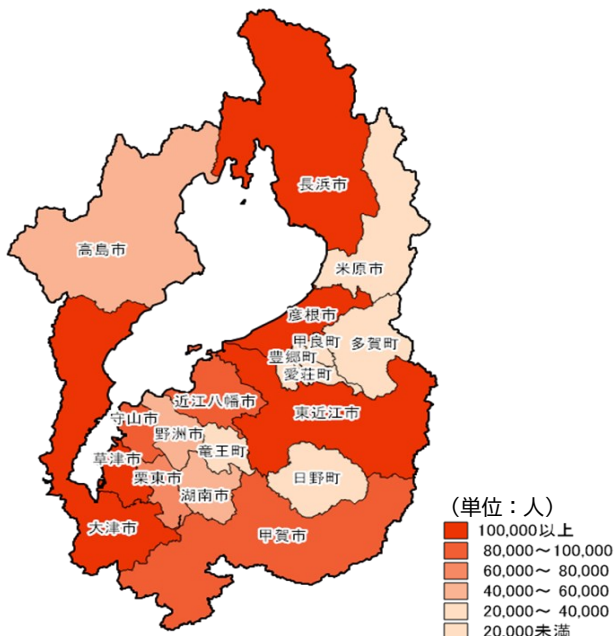 長浜市
高島市
米原市
彦根市
甲良町
多賀町
豊郷町
愛荘町
近江八幡市
東近江市
守山市
野洲市
竜王町
草津市
栗東市
日野町
湖南市
大津市
甲賀市
（単位：人）
100,000以上
80,000～100,000
60,000～ 80,000
40,000～ 60,000
20,000～ 40,000
20,000未満